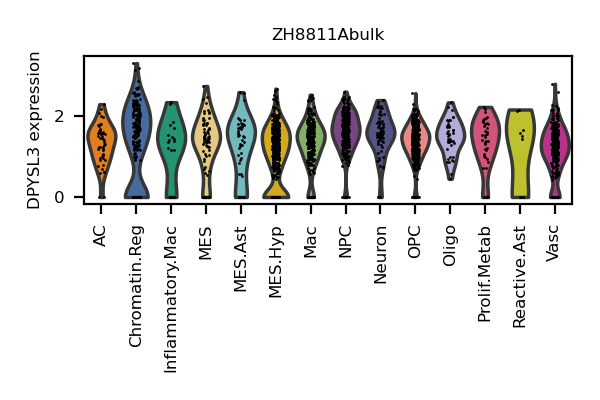 ZH8811Abulk
DPYSL3 expression
2
0
AC
Chromatin.Reg
Inflammatory.Mac
MES
MES.Ast
MES.Hyp
Mac
NPC
Neuron
OPC
Oligo
Prolif.Metab
Reactive.Ast
Vasc